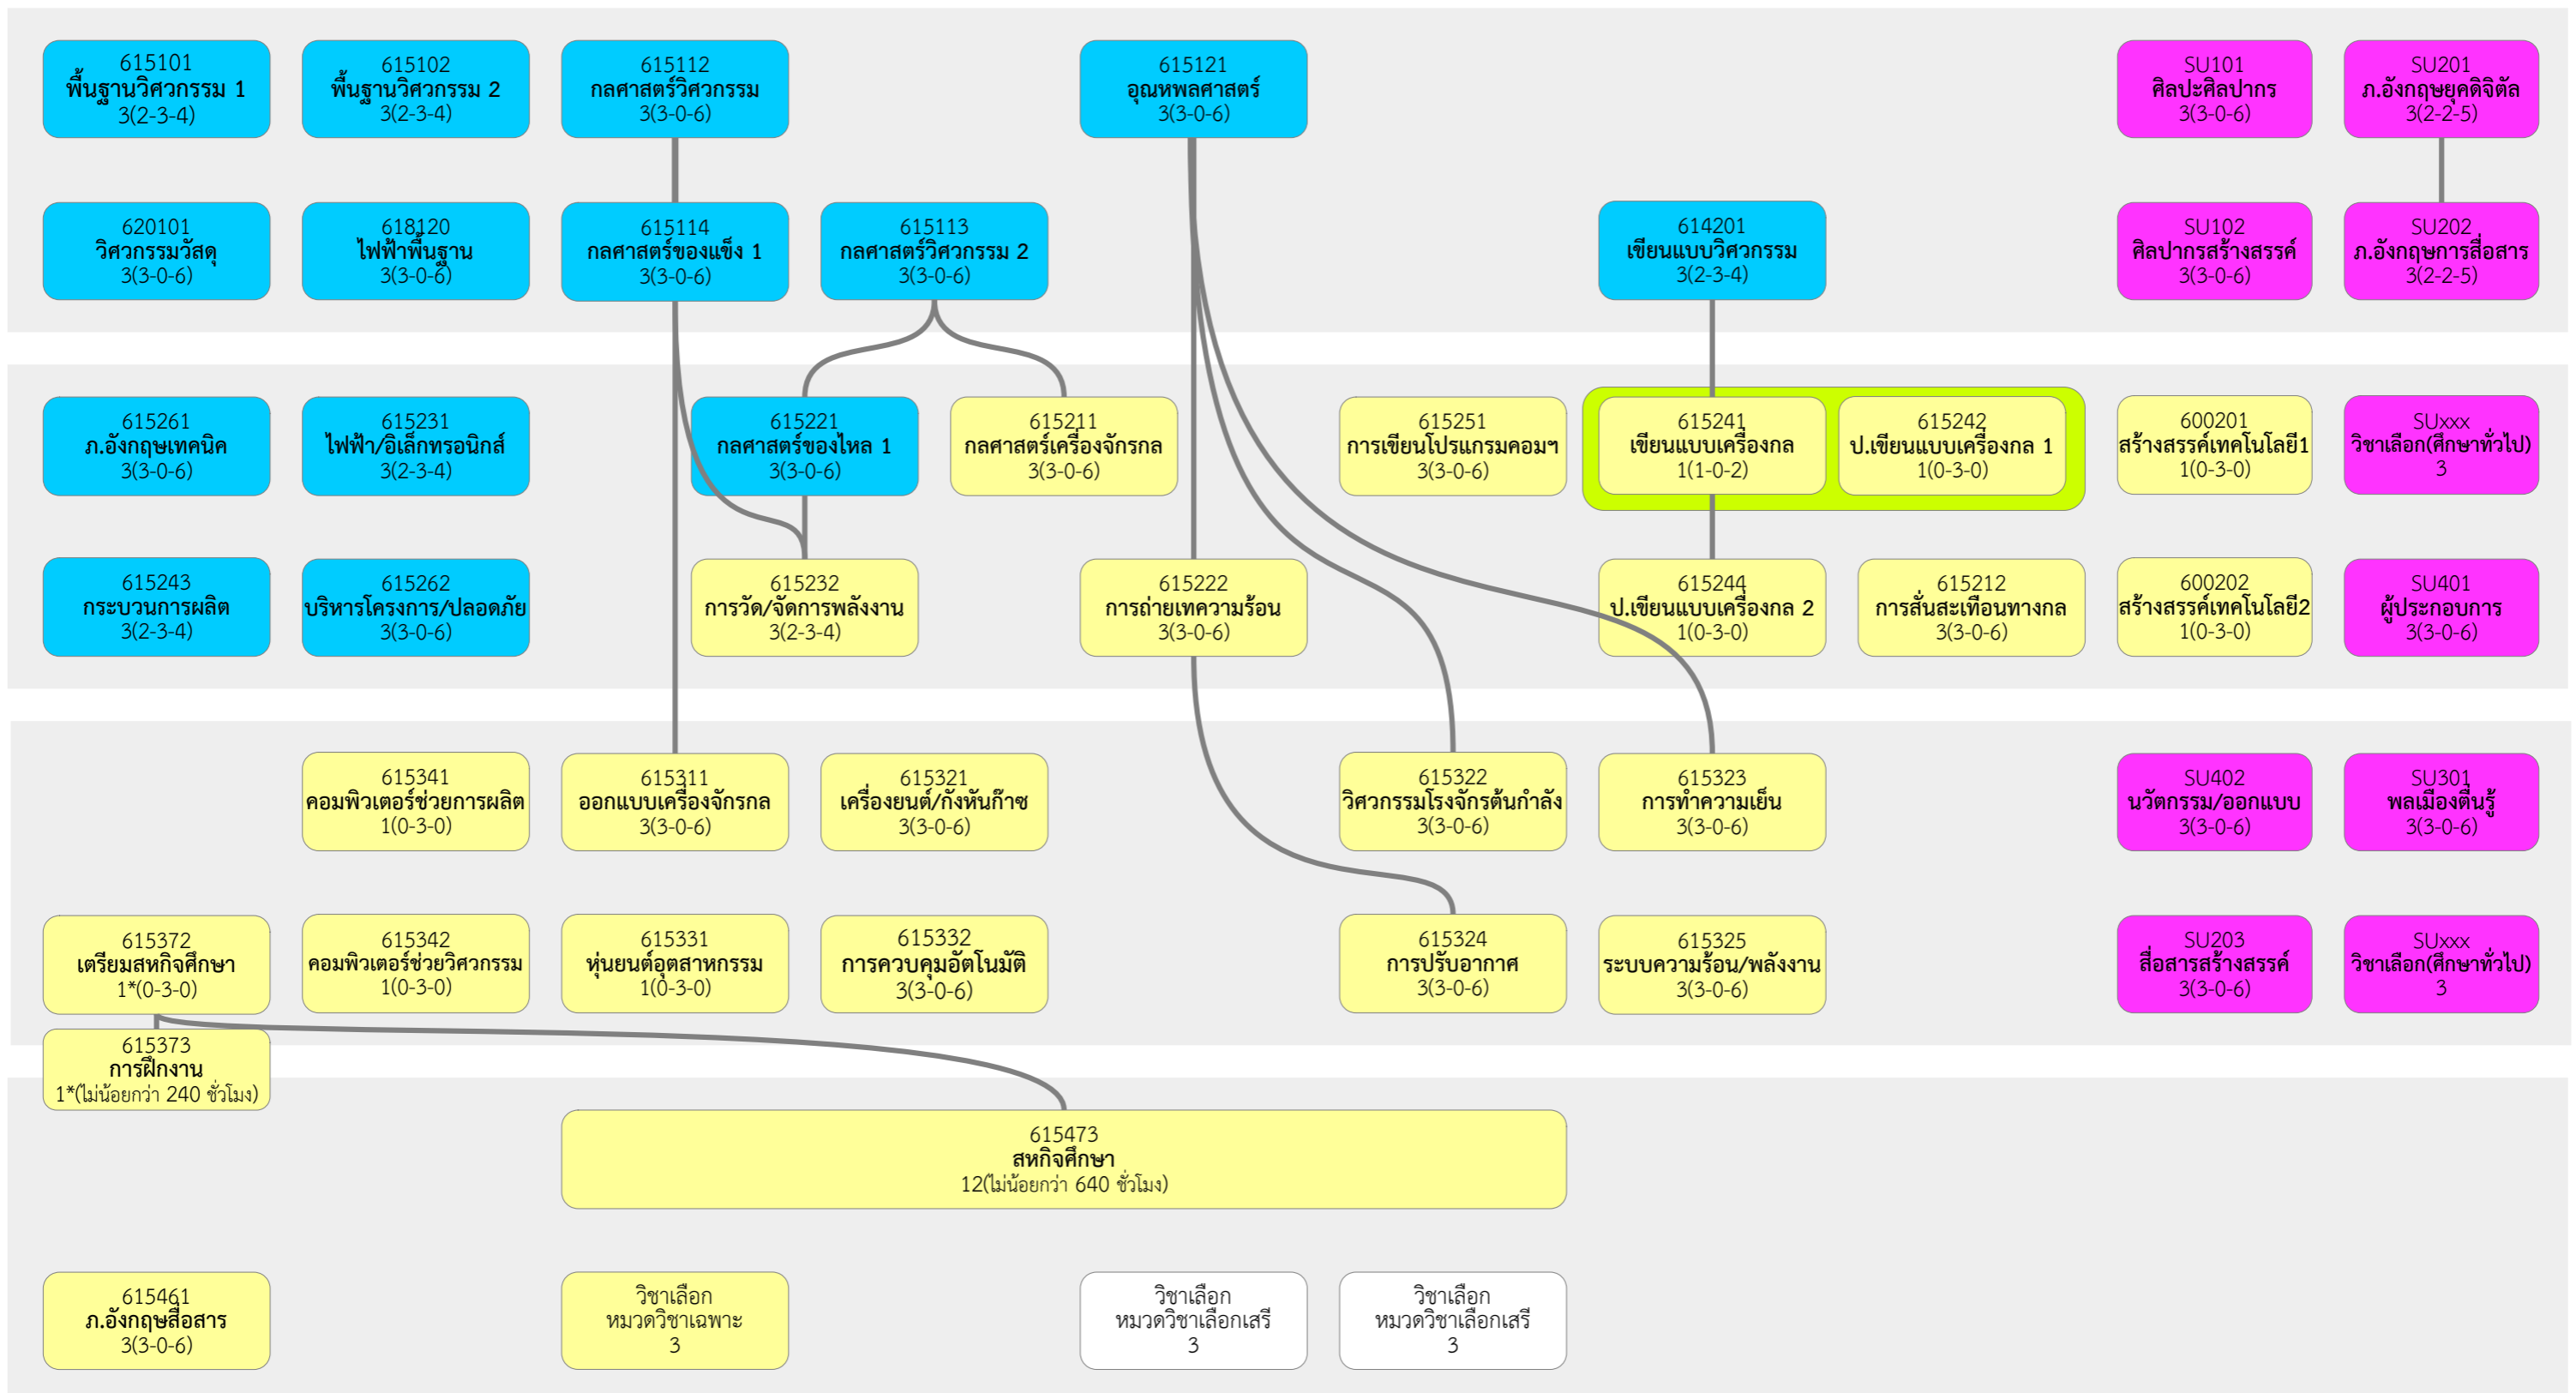 615101
พื้นฐานวิศวกรรม 1
3(2-3-4)
615102
พื้นฐานวิศวกรรม 2
3(2-3-4)
615112
กลศาสตร์วิศวกรรม
3(3-0-6)
615121
อุณหพลศาสตร์
3(3-0-6)
SU101
ศิลปะศิลปากร
3(3-0-6)
SU201
ภ.อังกฤษยุคดิจิตัล
3(2-2-5)
620101
วิศวกรรมวัสดุ
3(3-0-6)
618120
ไฟฟ้าพื้นฐาน
3(3-0-6)
615114
กลศาสตร์ของแข็ง 1
3(3-0-6)
615113
กลศาสตร์วิศวกรรม 2
3(3-0-6)
614201
เขียนแบบวิศวกรรม
3(2-3-4)
SU102
ศิลปากรสร้างสรรค์
3(3-0-6)
SU202
ภ.อังกฤษการสื่อสาร
3(2-2-5)
615261
ภ.อังกฤษเทคนิค
3(3-0-6)
615231
ไฟฟ้า/อิเล็กทรอนิกส์
3(2-3-4)
615221
กลศาสตร์ของไหล 1
3(3-0-6)
615211
กลศาสตร์เครื่องจักรกล
3(3-0-6)
615251
การเขียนโปรแกรมคอมฯ
3(3-0-6)
615241
เขียนแบบเครื่องกล
1(1-0-2)
615242
ป.เขียนแบบเครื่องกล 1
1(0-3-0)
600201
สร้างสรรค์เทคโนโลยี1
1(0-3-0)
SUxxx
วิชาเลือก(ศึกษาทั่วไป)
3
615243
กระบวนการผลิต
3(2-3-4)
615262
บริหารโครงการ/ปลอดภัย
3(3-0-6)
615232
การวัด/จัดการพลังงาน
3(2-3-4)
615222
การถ่ายเทความร้อน
3(3-0-6)
615244
ป.เขียนแบบเครื่องกล 2
1(0-3-0)
615212
การสั่นสะเทือนทางกล
3(3-0-6)
600202
สร้างสรรค์เทคโนโลยี2
1(0-3-0)
SU401
ผู้ประกอบการ
3(3-0-6)
615341
คอมพิวเตอร์ช่วยการผลิต
1(0-3-0)
615311
ออกแบบเครื่องจักรกล
3(3-0-6)
615321
เครื่องยนต์/กังหันก๊าซ
3(3-0-6)
615322
วิศวกรรมโรงจักรต้นกำลัง
3(3-0-6)
615323
การทำความเย็น
3(3-0-6)
SU402
นวัตกรรม/ออกแบบ
3(3-0-6)
SU301
พลเมืองตื่นรู้
3(3-0-6)
615372
เตรียมสหกิจศึกษา
1*(0-3-0)
615342
คอมพิวเตอร์ช่วยวิศวกรรม
1(0-3-0)
615331
หุ่นยนต์อุตสาหกรรม
1(0-3-0)
615332
การควบคุมอัตโนมัติ
3(3-0-6)
615324
การปรับอากาศ
3(3-0-6)
615325
ระบบความร้อน/พลังงาน
3(3-0-6)
SU203
สื่อสารสร้างสรรค์
3(3-0-6)
SUxxx
วิชาเลือก(ศึกษาทั่วไป)
3
615373
การฝึกงาน
1*(ไม่น้อยกว่า 240 ชั่วโมง)
615473
สหกิจศึกษา
12(ไม่น้อยกว่า 640 ชั่วโมง)
615461
ภ.อังกฤษสื่อสาร
3(3-0-6)
วิชาเลือก
หมวดวิชาเฉพาะ
3
วิชาเลือก
หมวดวิชาเลือกเสรี
3
วิชาเลือก
หมวดวิชาเลือกเสรี
3